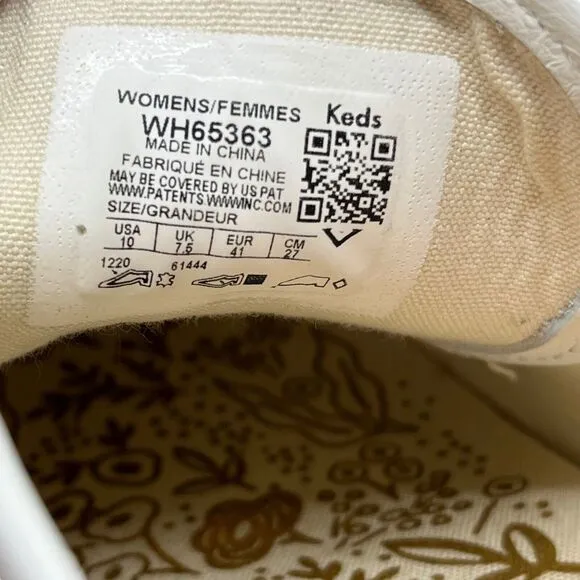 WOMENS/FEMMES Keds
WH65363
MADE IN CHINA
FABRIQUÉ EN CHINE
MAY BE COVERED BY US PAT
WWW.PATENTS.WWWINC.COM
SIZE/GRANDEUR
USA UK EUR CM
10 7.5 41 27
1220 61444